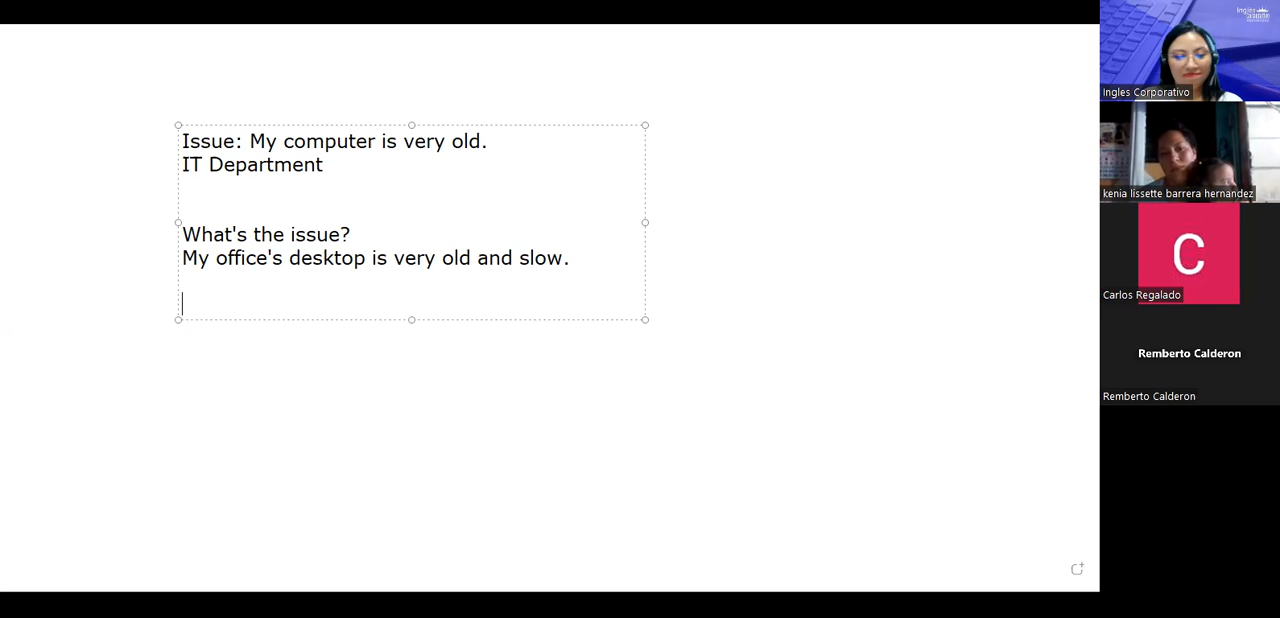 Issue: My computer is very old.
IT Department
What's the issue?
My office's desktop is very old and slow.
Ingles Corporativo
kenia lissette barrera hernandez
C
Carlos Regalado
Remberto Calderon
Remberto Calderon